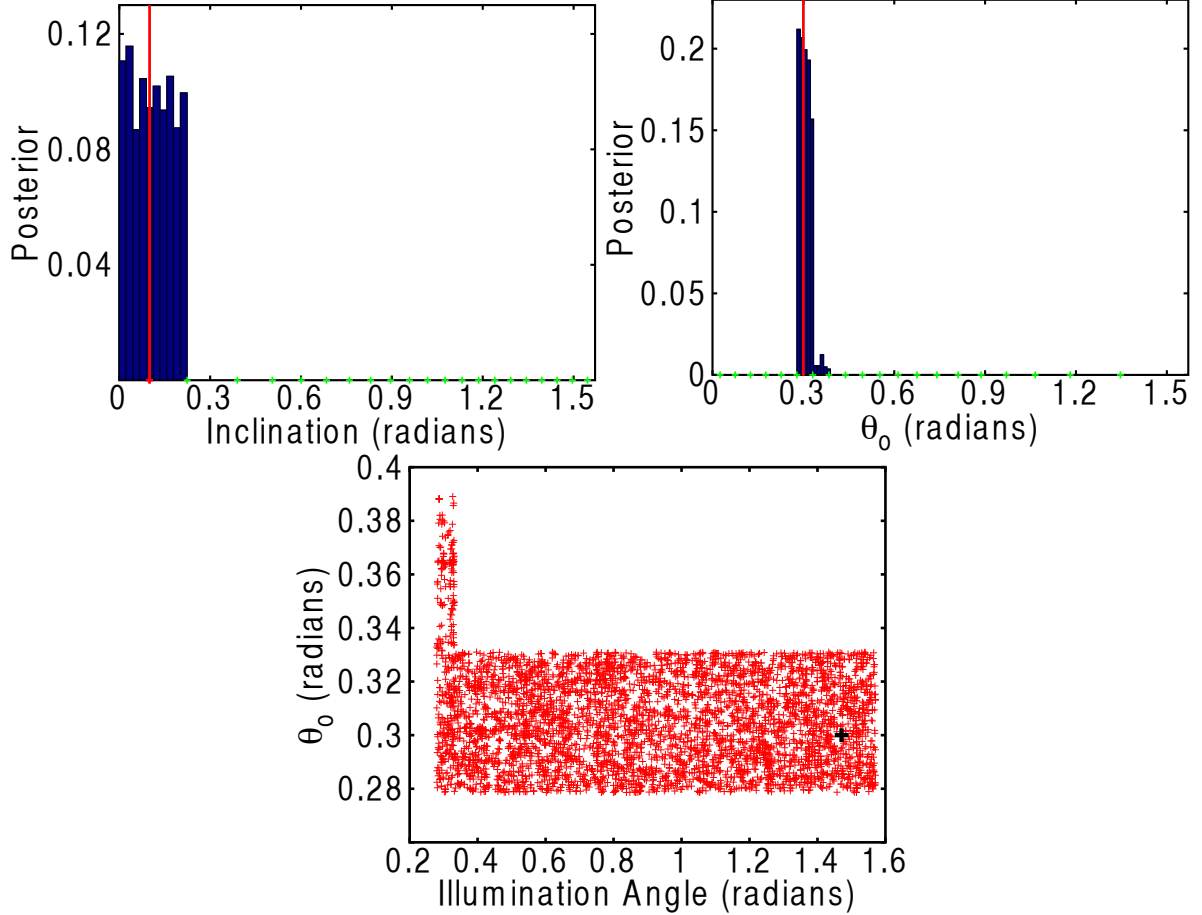 0.12
0.08
0.04
Posterior
0 0.3 0.6 0.9 1.2 1.5
Inclination (radians)
0.2
0.15
0.1
0.05
0
Posterior
0 0.3 0.6 0.9 1.2 1.5
θo (radians)
0.4
0.38
0.36
0.34
0.32
0.3
0.28
θo (radians)
0.2 0.4 0.6 0.8 1 1.2 1.4 1.6
Illumination Angle (radians)